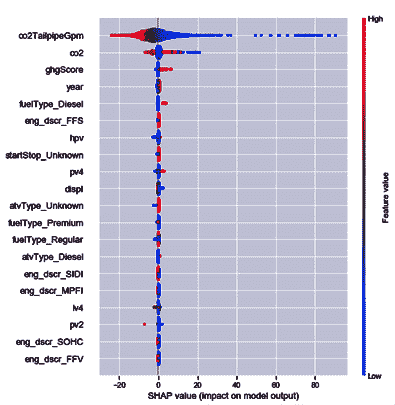 High
co2TailpipeGpm
co2
ghgScore
year
fuelType_Diesel
eng_dscr_FFS
hpv
startStop_Unknown
pv4
displ
atvType_Unknown
fuelType_Premium
fuelType_Regular
atvType_Diesel
eng_dscr_SIDI
eng_dscr_MPFI
lv4
pv2
eng_dscr_SOHC
eng_dscr_FFV
Feature value
Low
-20 0 20 40 60 80
SHAP value (impact on model output)